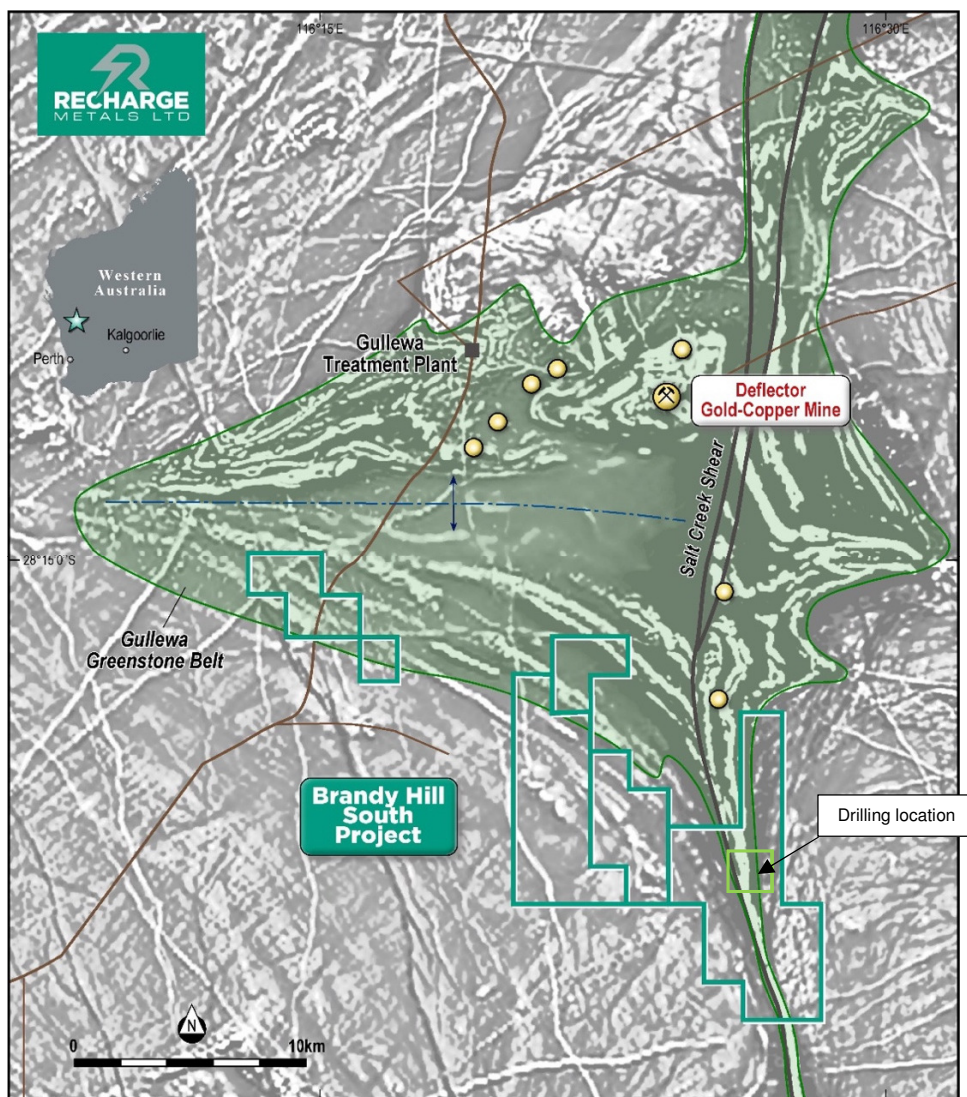 116°15'E
116°30'E
RECHARGE
METALS LTD
Western
Australia
Kalgoorlie
Perth
Gullewa
Treatment Plant
Deflector
Gold-Copper Mine
Salt Creek Shear
28°15'0"S
Gullewa
Greenstone Belt
Brandy Hill
South
Project
Drilling location
N
0
10km